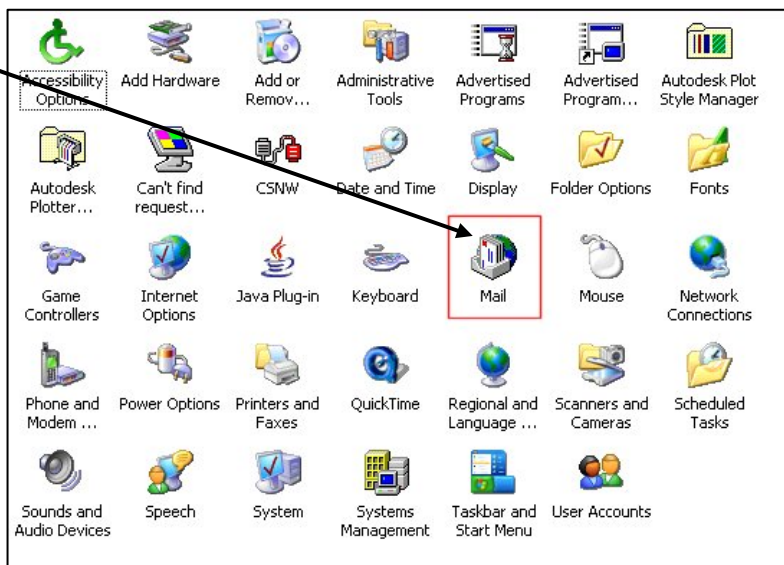 Accessibility Options
Add Hardware
Add or Remov...
Administrative Tools
Advertised Programs
Advertised Program...
Autodesk Plot Style Manager
Autodesk Plotter...
Can't find request...
CSNW
Date and Time
Display
Folder Options
Fonts
Game Controllers
Internet Options
Java Plug-in
Keyboard
Mail
Mouse
Network Connections
Phone and Modem ...
Power Options
Printers and Faxes
QuickTime
Regional and Language ...
Scanners and Cameras
Scheduled Tasks
Sounds and Audio Devices
Speech
System
Systems Management
Taskbar and Start Menu
User Accounts